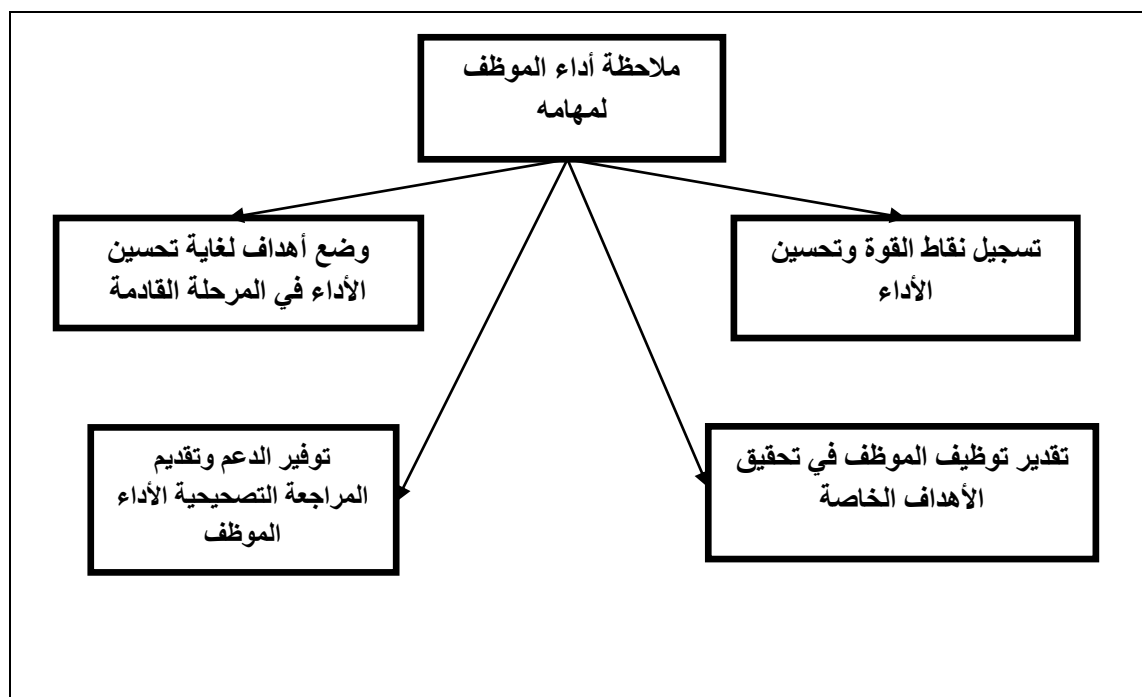 ملاحظة أداء الموظف
لمهامه
تسجيل نقاط القوة وتحسين
الأداء
وضع أهداف لغاية تحسين
الأداء في المرحلة القادمة
تقدير توظيف الموظف في تحقيق
الأهداف الخاصة
توفير الدعم وتقديم
المراجعة التصحيحية الأداء
الموظف